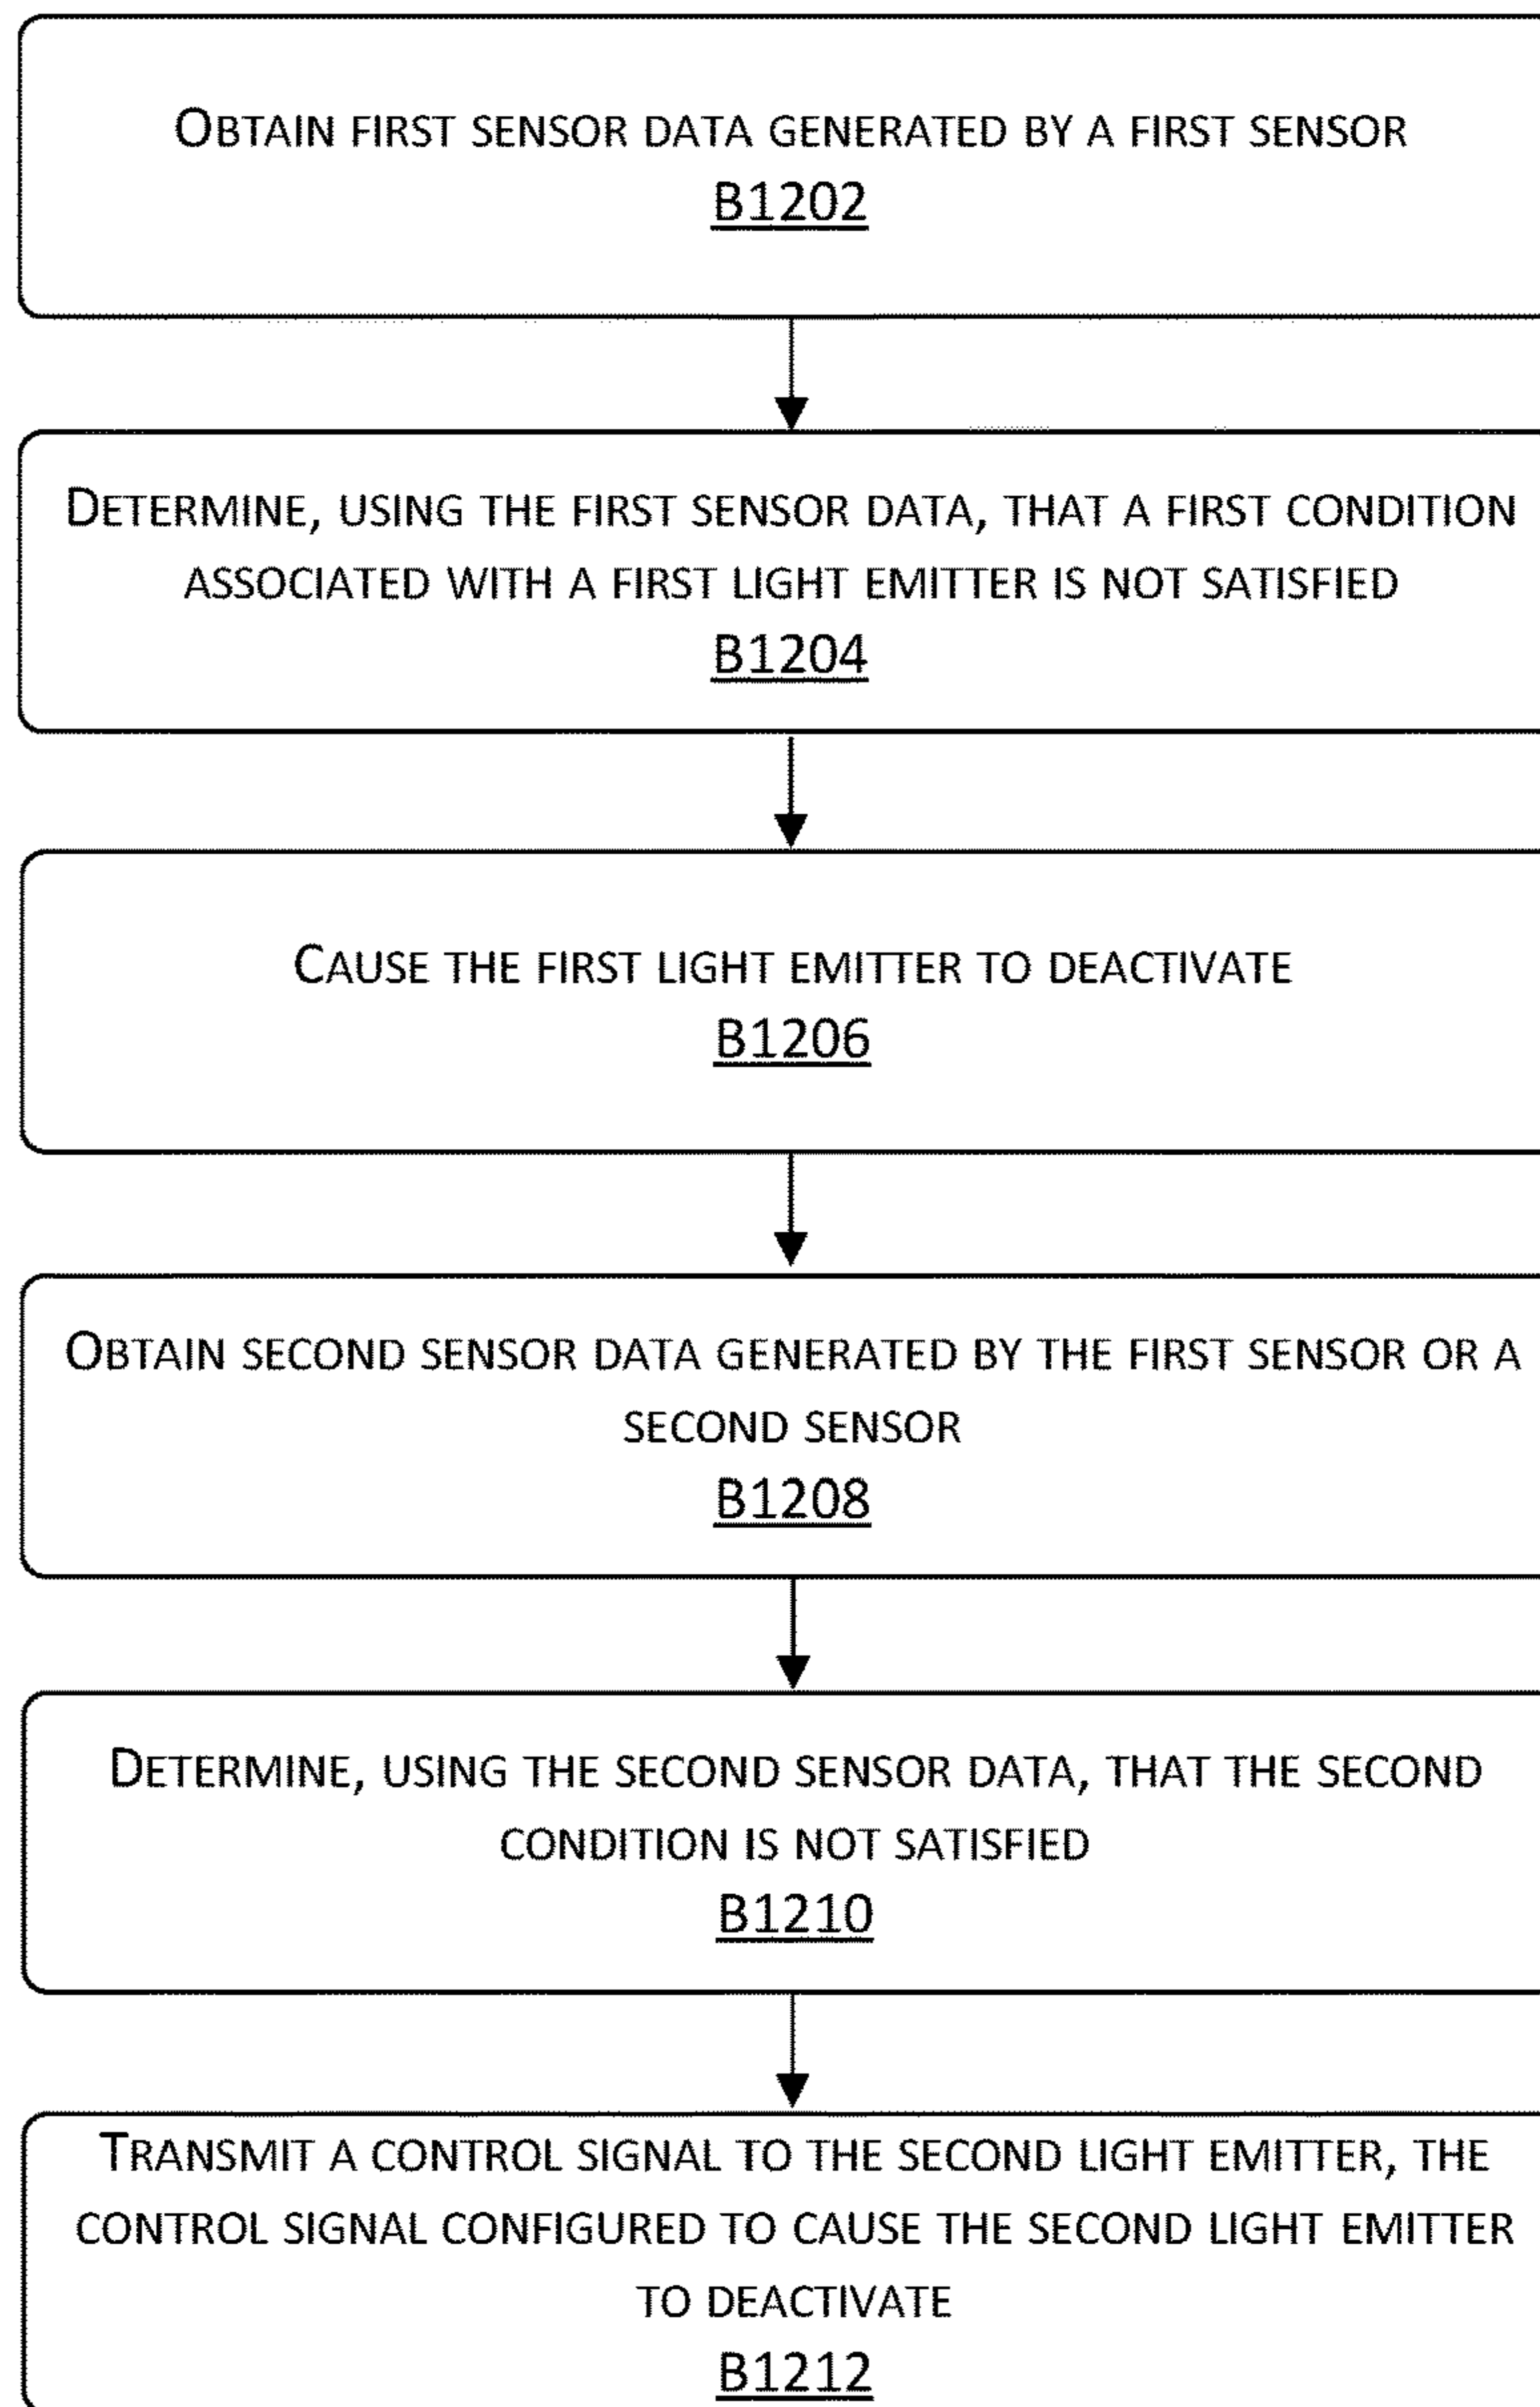 OBTAIN FIRST SENSOR DATA GENERATED BY A FIRST SENSOR
B1202
DETERMINE, USING THE FIRST SENSOR DATA, THAT A FIRST CONDITION
ASSOCIATED WITH A FIRST LIGHT EMITTER IS NOT SATISFIED
B1204
CAUSE THE FIRST LIGHT EMITTER TO DEACTIVATE
B1206
OBTAIN SECOND SENSOR DATA GENERATED BY THE FIRST SENSOR OR A
SECOND SENSOR
B1208
DETERMINE, USING THE SECOND SENSOR DATA, THAT THE SECOND
CONDITION IS NOT SATISFIED
B1210
TRANSMIT A CONTROL SIGNAL TO THE SECOND LIGHT EMITTER, THE
CONTROL SIGNAL CONFIGURED TO CAUSE THE SECOND LIGHT EMITTER
TO DEACTIVATE
B1212